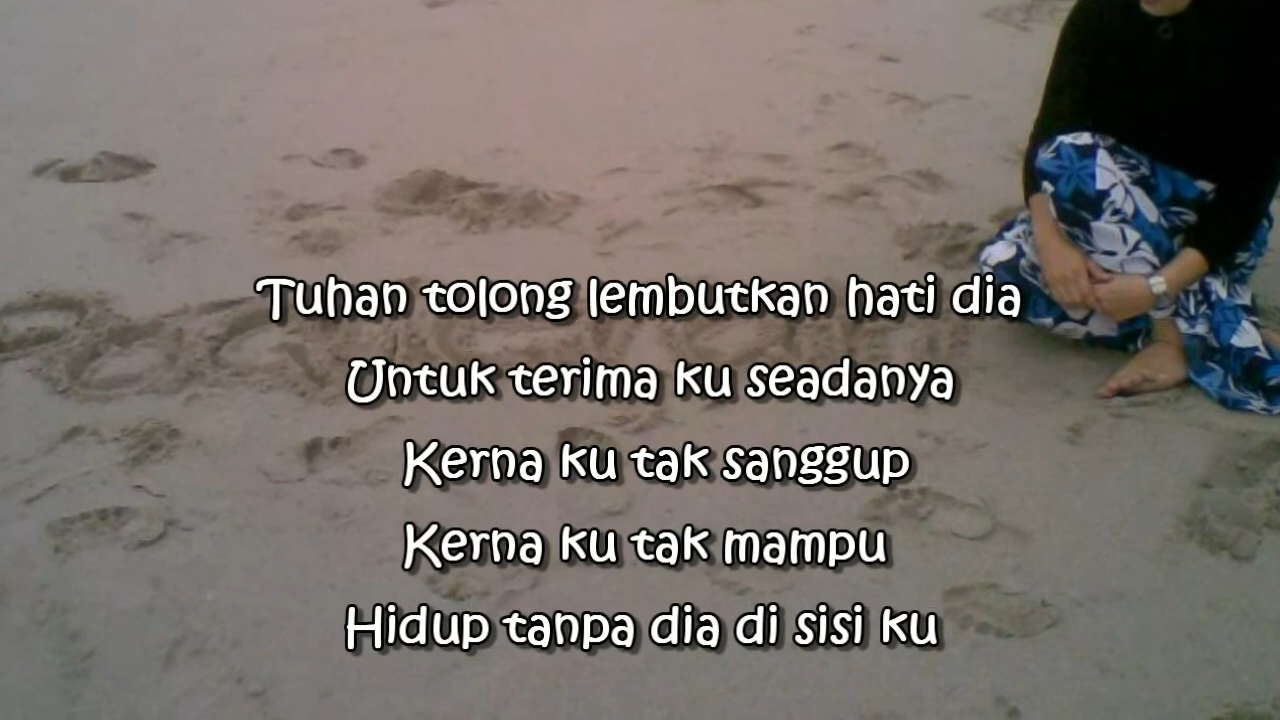 Tuhan tolong lembutkan hati dia
Untuk terima ku seadanya
Kerna ku tak sanggup
Kerna ku tak mampu
Hidup tanpa dia di sisi ku